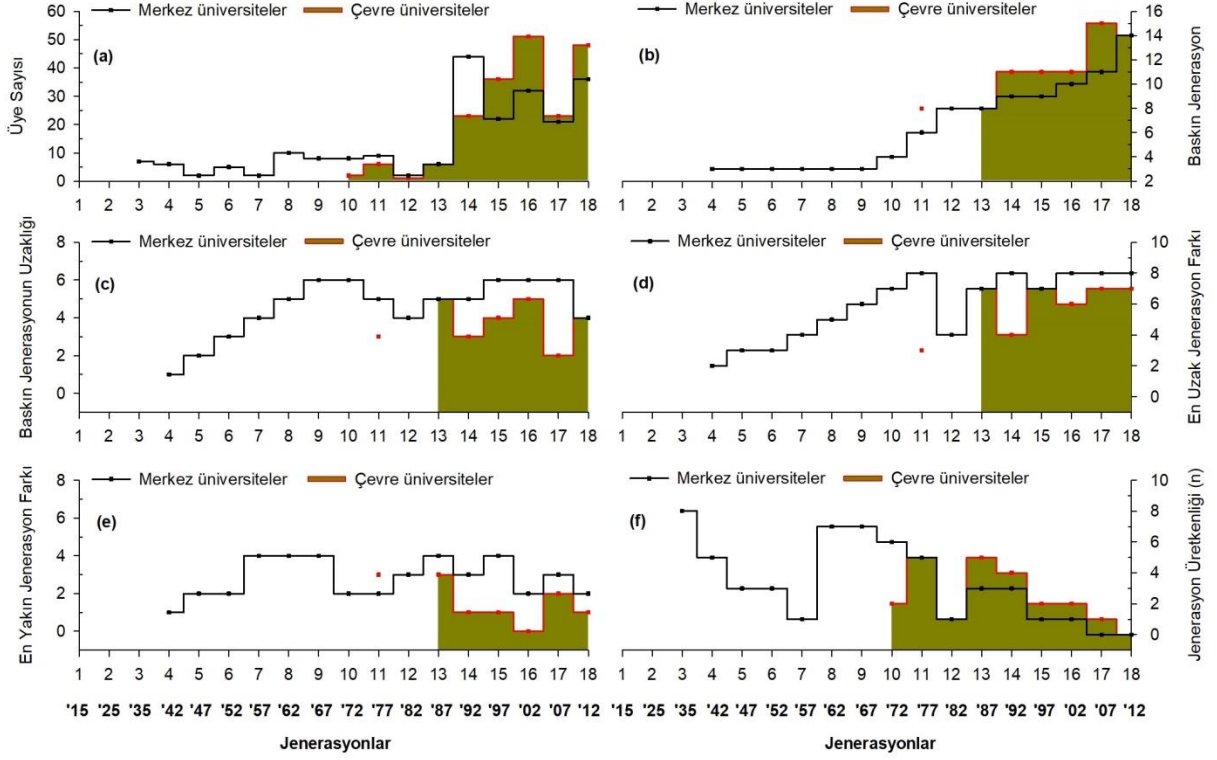 Merkez üniversiteler Çevre üniversiteler
Merkez üniversiteler Çevre üniversiteler
(a)
(b)
Üye Sayısı
60
50
40
30
20
10
0
16
14
12
10
8
6
4
2
Baskın Jenerasyon
1 2 3 4 5 6 7 8 9 10 11 12 13 14 15 16 17 18
1 2 3 4 5 6 7 8 9 10 11 12 13 14 15 16 17 18
Merkez üniversiteler Çevre üniversiteler
Merkez üniversiteler Çevre üniversiteler
(c)
(d)
Baskın Jenerasyonun Uzaklığı
8
6
4
2
0
10
8
6
4
2
0
En Uzak Jenerasyon Farkı
1 2 3 4 5 6 7 8 9 10 11 12 13 14 15 16 17 18
1 2 3 4 5 6 7 8 9 10 11 12 13 14 15 16 17 18
Merkez üniversiteler Çevre üniversiteler
Merkez üniversiteler Çevre üniversiteler
(e)
(f)
En Yakın Jenerasyon Farkı
8
6
4
2
0
10
8
6
4
2
0
Jenerasyon Üretkenliği (n)
1 2 3 4 5 6 7 8 9 10 11 12 13 14 15 16 17 18
1 2 3 4 5 6 7 8 9 10 11 12 13 14 15 16 17 18
'15 '25 '35 '42 '47 '52 '57 '62 '67 '72 '77 '82 '87 '92 '97 '02 '07 '12
'15 '25 '35 '42 '47 '52 '57 '62 '67 '72 '77 '82 '87 '92 '97 '02 '07 '12
Jenerasyonlar
Jenerasyonlar